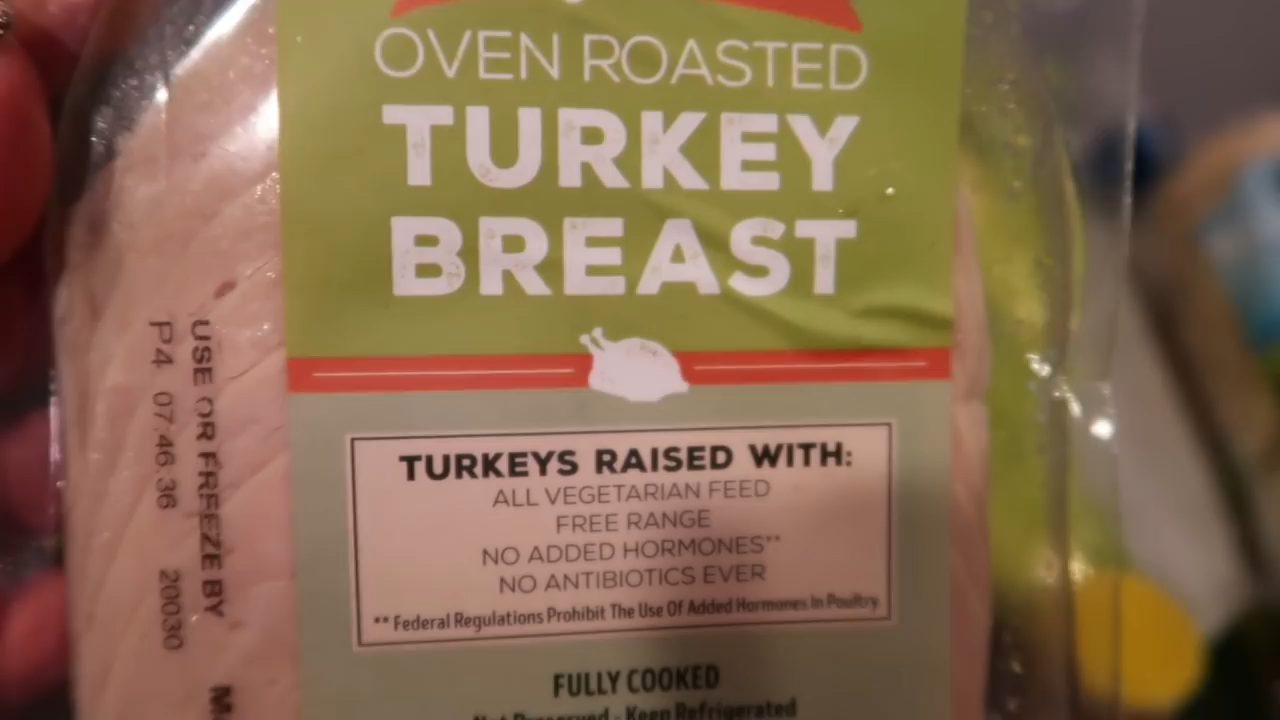 OVEN ROASTED
TURKEY
BREAST
TURKEYS RAISED WITH:
ALL VEGETARIAN FEED
FREE RANGE
NO ADDED HORMONES**
NO ANTIBIOTICS EVER
** Federal Regulations Prohibit The Use Of Added Hormones In Poultry
FULLY COOKED
Not Preserved - Keep Refrigerated
USE OR FREEZE BY
P4 07:46 36 20030